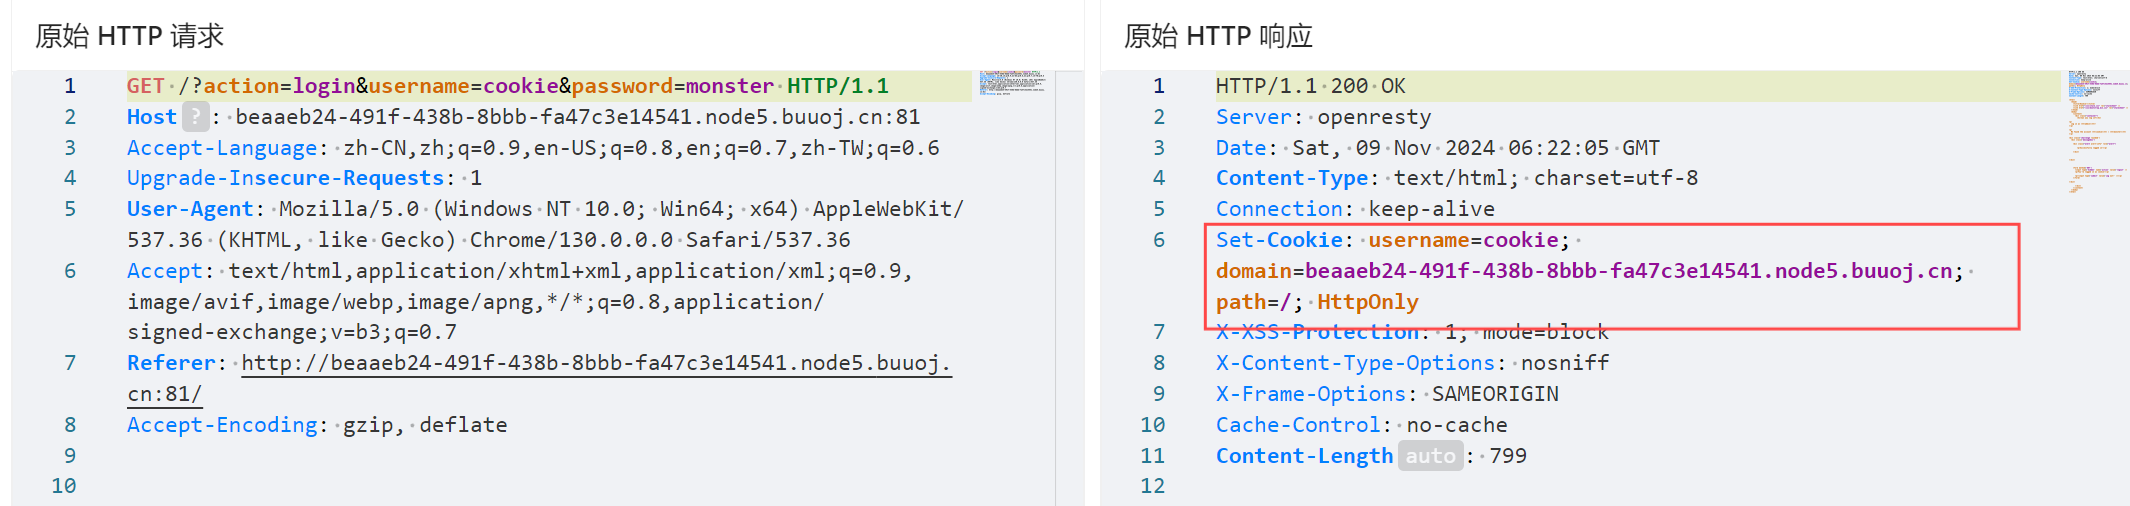 原始 HTTP 请求
1 GET /?action=login&username=cookie&password=monster HTTP/1.1
2 Host ? : beaaeb24-491f-438b-8bbb-fa47c3e14541.node5.buuoj.cn:81
3 Accept-Language: zh-CN,zh;q=0.9,en-US;q=0.8,en;q=0.7,zh-TW;q=0.6
4 Upgrade-Insecure-Requests: 1
5 User-Agent: Mozilla/5.0 (Windows NT 10.0; Win64; x64) AppleWebKit/
537.36 (KHTML, like Gecko) Chrome/130.0.0.0 Safari/537.36
6 Accept: text/html,application/xhtml+xml,application/xml;q=0.9,
image/avif,image/webp,image/apng,*/*;q=0.8,application/
signed-exchange;v=b3;q=0.7
7 Referer: http://beaaeb24-491f-438b-8bbb-fa47c3e14541.node5.buuoj.
cn:81/
8 Accept-Encoding: gzip, deflate
9
10
原始 HTTP 响应
1 HTTP/1.1 200 OK
2 Server: openresty
3 Date: Sat, 09 Nov 2024 06:22:05 GMT
4 Content-Type: text/html; charset=utf-8
5 Connection: keep-alive
6 Set-Cookie: username=cookie;
domain=beaaeb24-491f-438b-8bbb-fa47c3e14541.node5.buuoj.cn;
path=/; HttpOnly
7 X-XSS-Protection: 1; mode=block
8 X-Content-Type-Options: nosniff
9 X-Frame-Options: SAMEORIGIN
10 Cache-Control: no-cache
11 Content-Length auto : 799
12